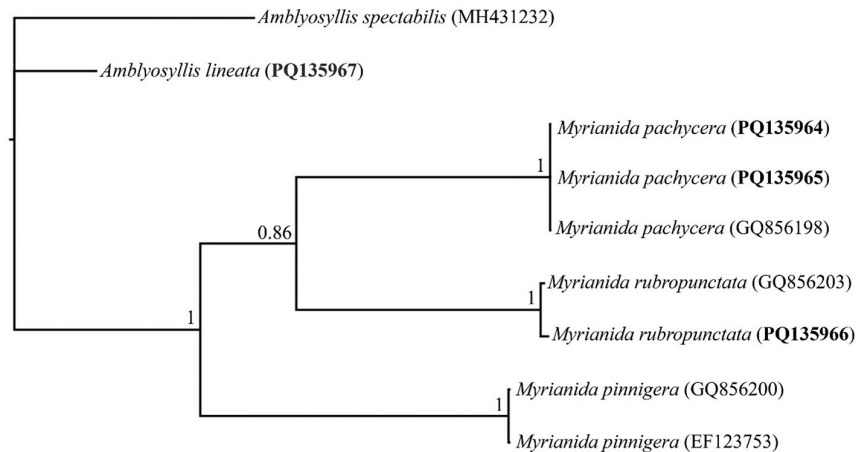 Amblyosyllis spectabilis (MH431232)
Amblyosyllis lineata (PQ135967)
Myrianida pachycera (PQ135964)
1
Myrianida pachycera (PQ135965)
Myrianida pachycera (GQ856198)
0.86
Myrianida rubropunctata (GQ856203)
1
Myrianida rubropunctata (PQ135966)
1
Myrianida pinnigera (GQ856200)
1
Myrianida pinnigera (EF123753)